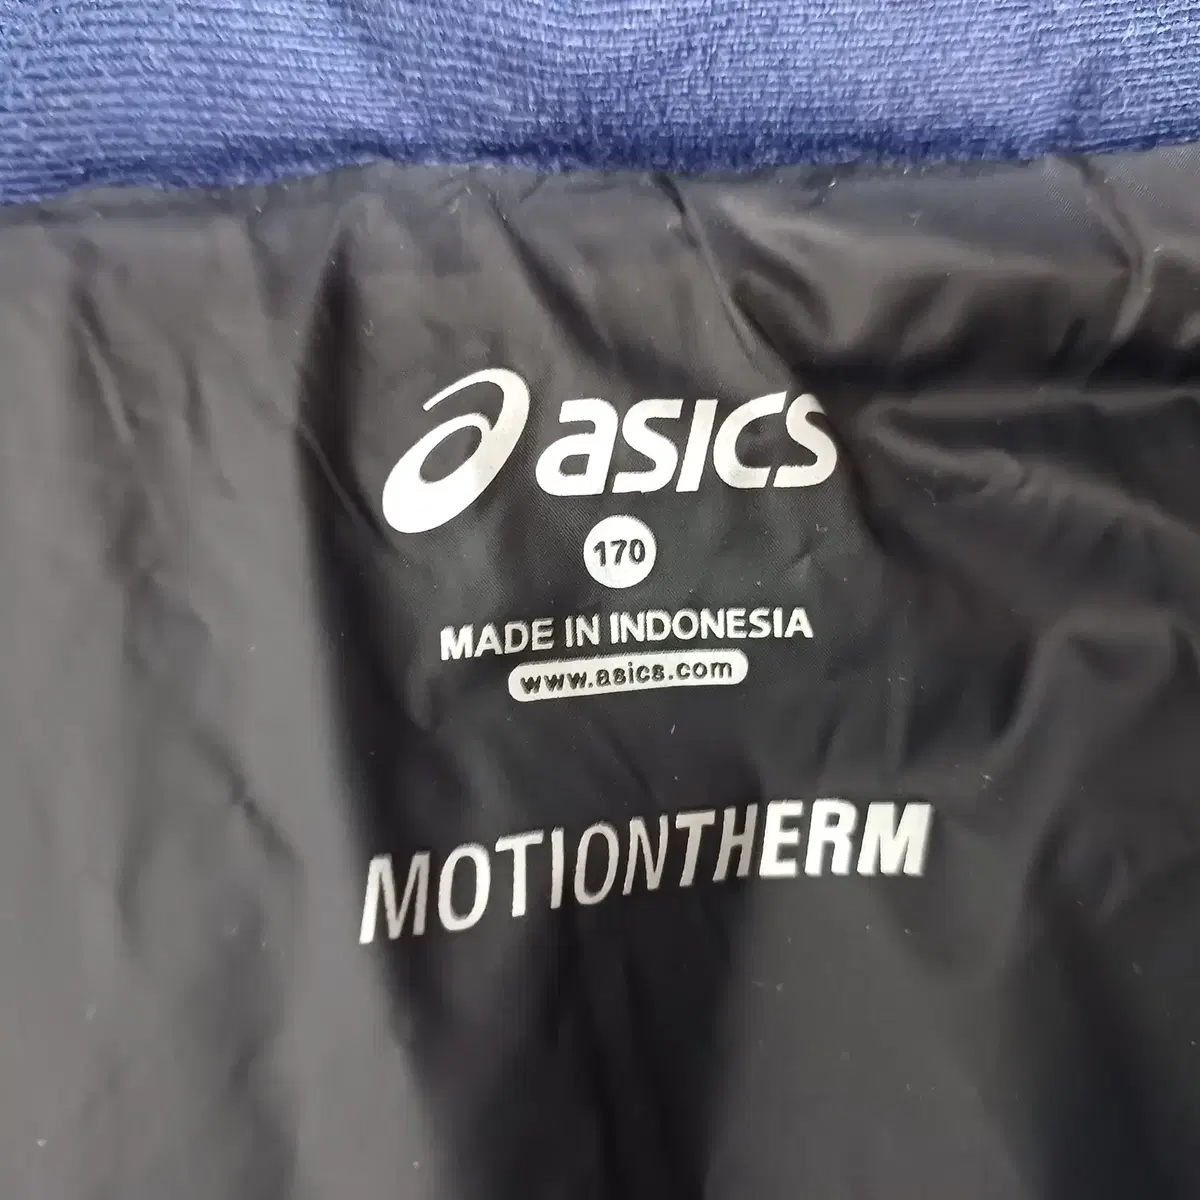 asics
170
MADE IN INDONESIA
www.asics.com
MOTIONTHERM